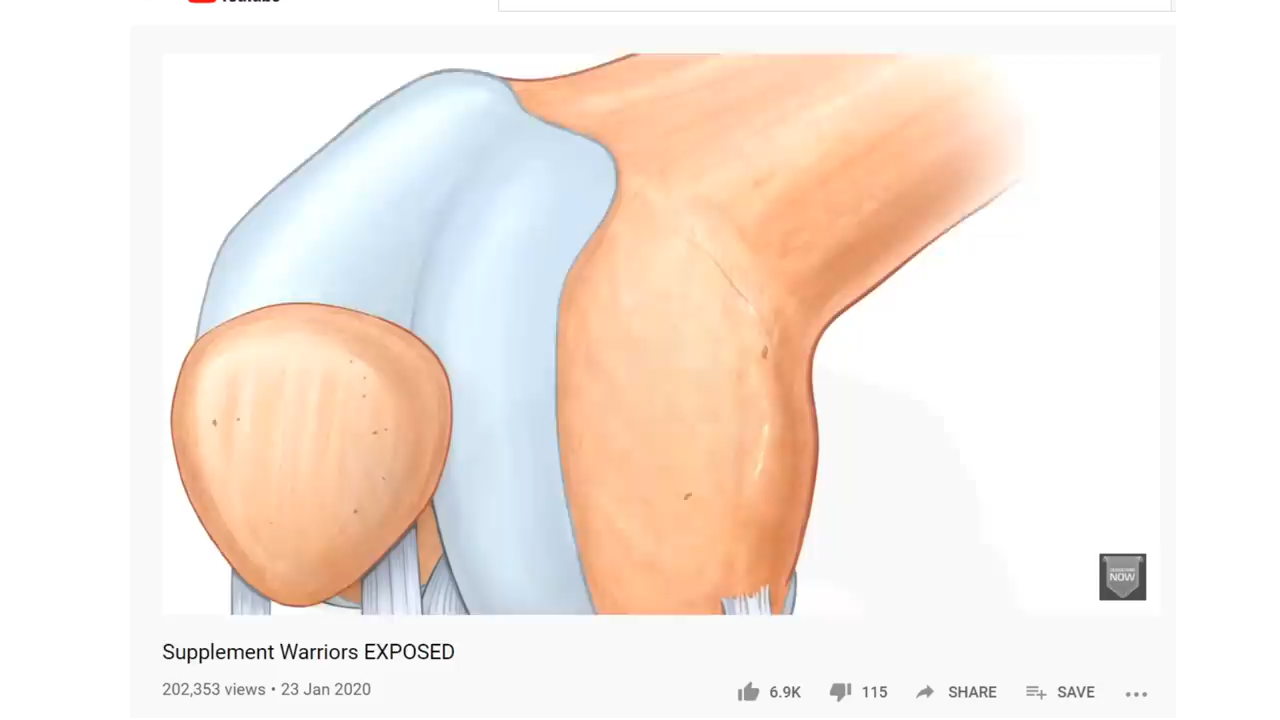 Supplement Warriors EXPOSED
202,353 views • 23 Jan 2020
6.9K 115 SHARE SAVE
NOW